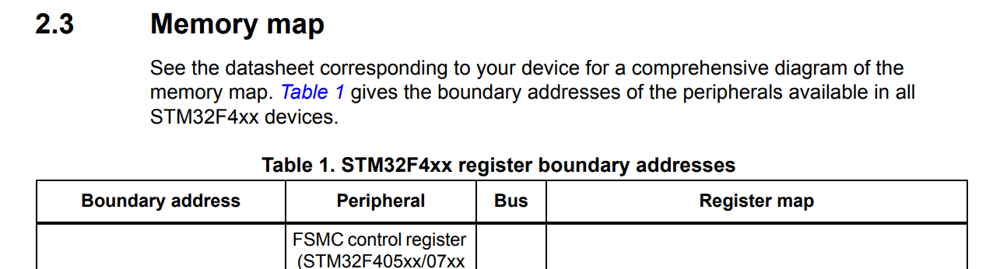 2.3 Memory map
See the datasheet corresponding to your device for a comprehensive diagram of the
memory map. Table 1 gives the boundary addresses of the peripherals available in all
STM32F4xx devices.
Table 1. STM32F4xx register boundary addresses
Boundary address Peripheral Bus Register map
FSMC control register
(STM32F405xx/07xx